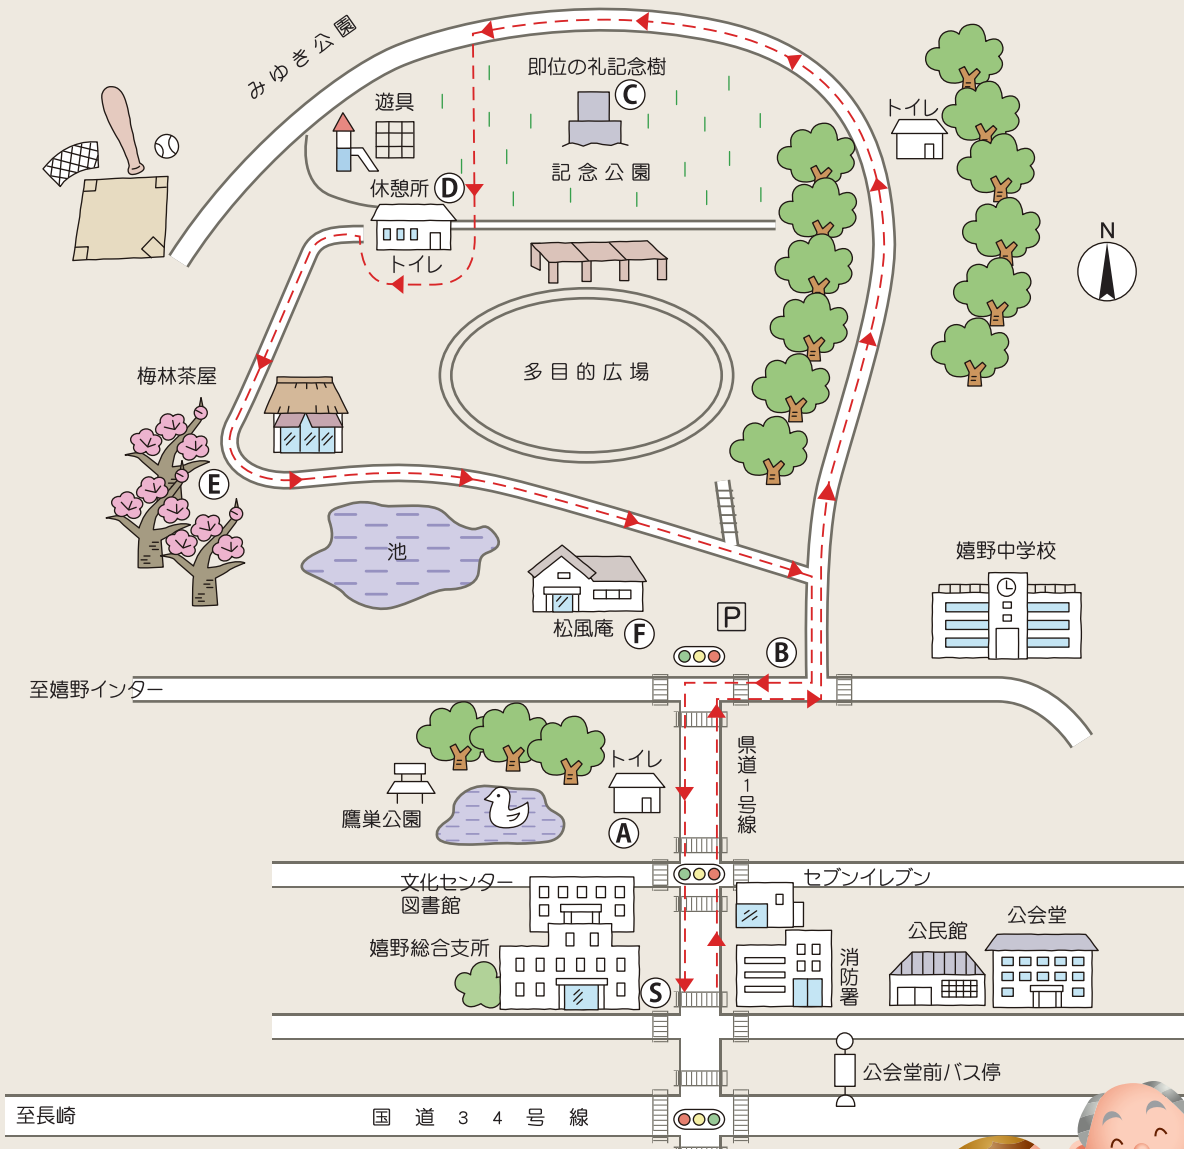 みゆき公園
即位の礼記念樹
C
遊具
トイレ
記念公園
休憩所
D
トイレ
N
多目的広場
梅林茶屋
E
池
嬉野中学校
松風庵
F
P
B
至嬉野インター
県道1号線
トイレ
鷹巣公園
A
文化センター
図書館
セブンイレブン
公会堂
公民館
嬉野総合支所
消防署
S
公会堂前バス停
至長崎
国道34号線